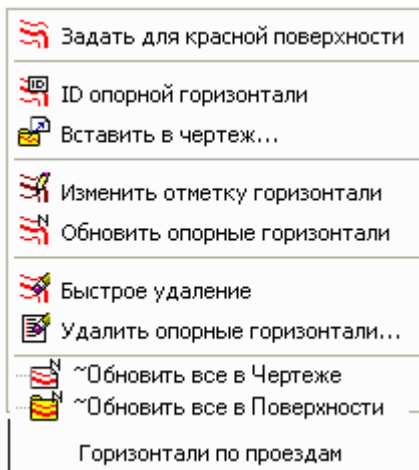 Задать для красной поверхности
ID опорной горизонтали
Вставить в чертеж...
Изменить отметку горизонтали
Обновить опорные горизонтали
Быстрое удаление
Удалить опорные горизонтали...
~Обновить все в Чертеже
~Обновить все в Поверхности
Горизонтали по проездам